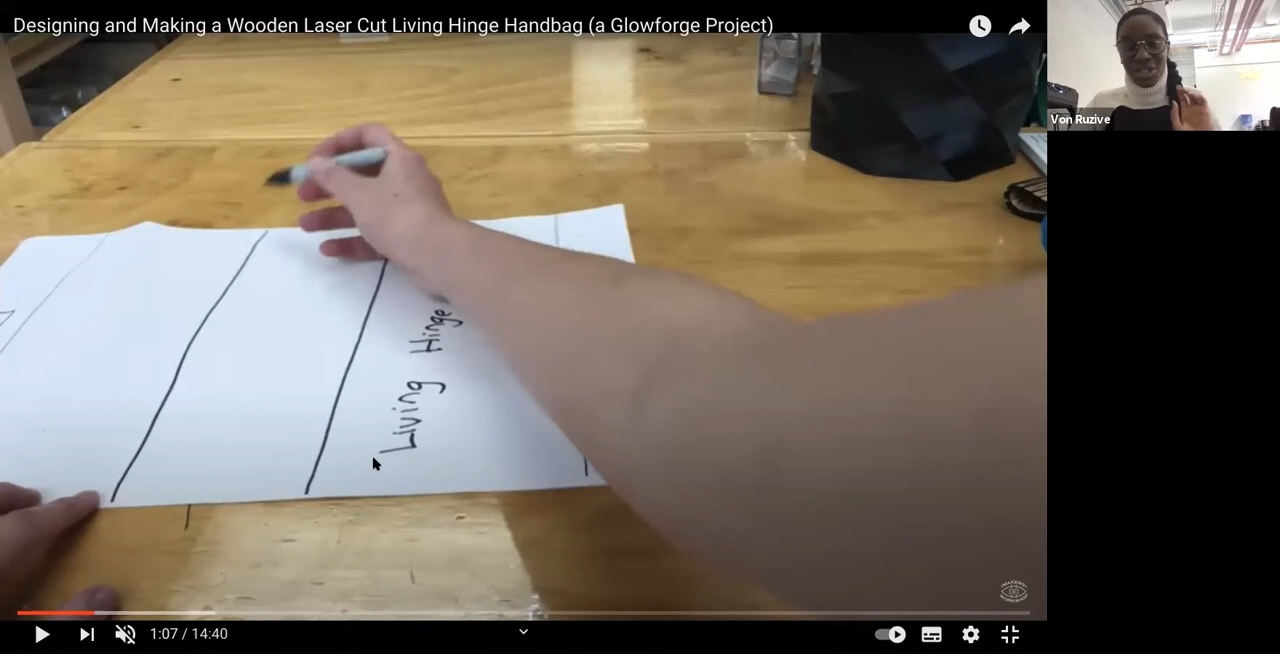 Designing and Making a Wooden Laser Cut Living Hinge Handbag (a Glowforge Project)
Von Ruzive
Living Hinge
1:07 / 14:40